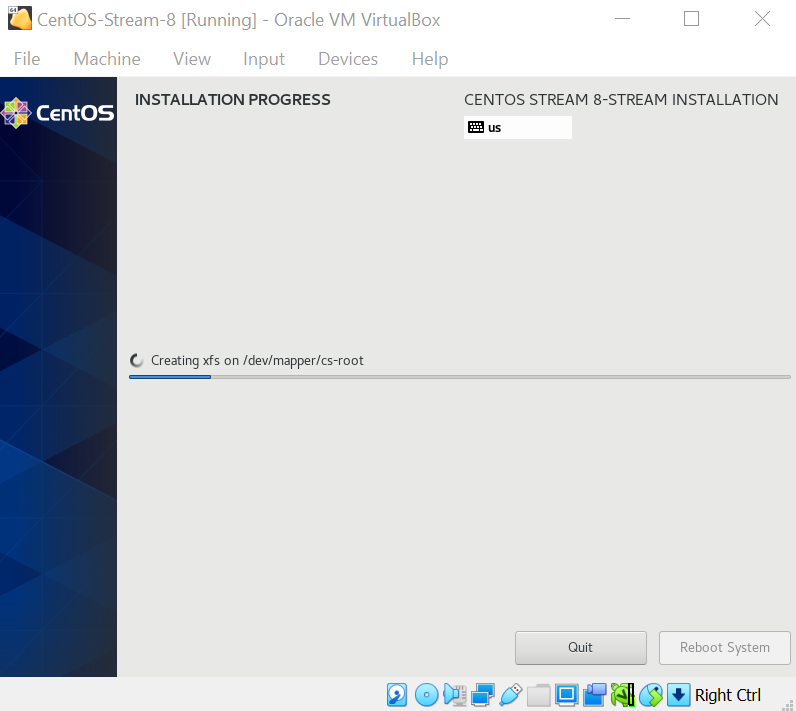 CentOS-Stream-8 [Running] - Oracle VM VirtualBox
File Machine View Input Devices Help
CentOS
INSTALLATION PROGRESS
CENTOS STREAM 8-STREAM INSTALLATION
us
Creating xfs on /dev/mapper/cs-root
Quit
Reboot System
Right Ctrl